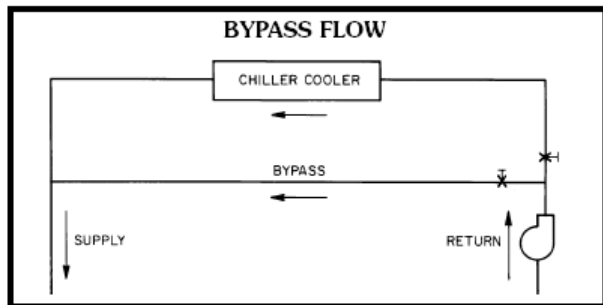 BYPASS FLOW
CHILLER COOLER
BYPASS
SUPPLY
RETURN